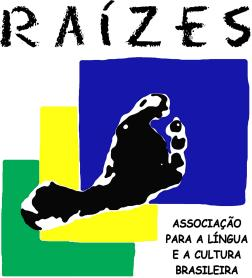 RAÍZES
ASSOCIAÇÃO
PARA A LÍNGUA
E A CULTURA
BRASILEIRA